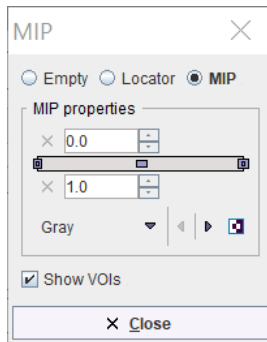 MIP
Empty Locator MIP
MIP properties
0.0
1.0
Gray
Show VOIs
Close